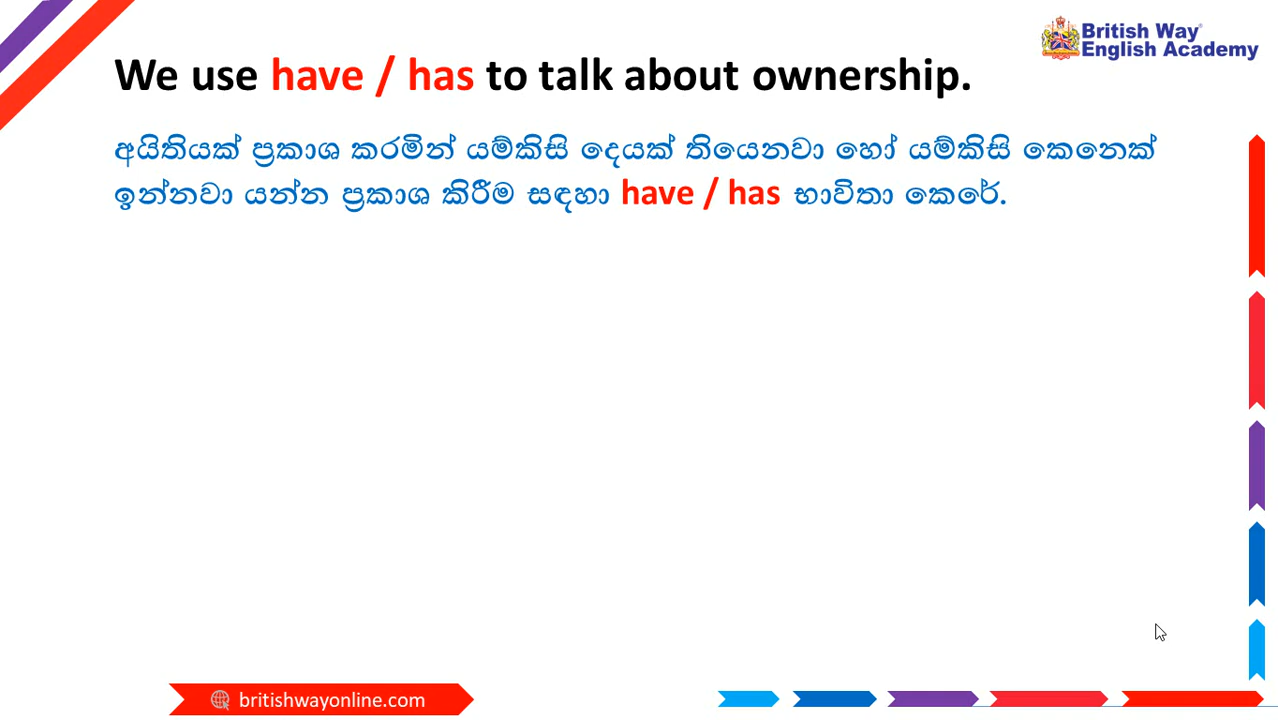 British Way
English Academy
We use have / has to talk about ownership.
අයිතියක් ප්‍රකාශ කරමින් යම්කිසි දෙයක් තියෙනවා හෝ යම්කිසි කෙනෙක්
ඉන්නවා යන්න ප්‍රකාශ කිරීම සඳහා have / has භාවිතා කෙරේ.
britishwayonline.com